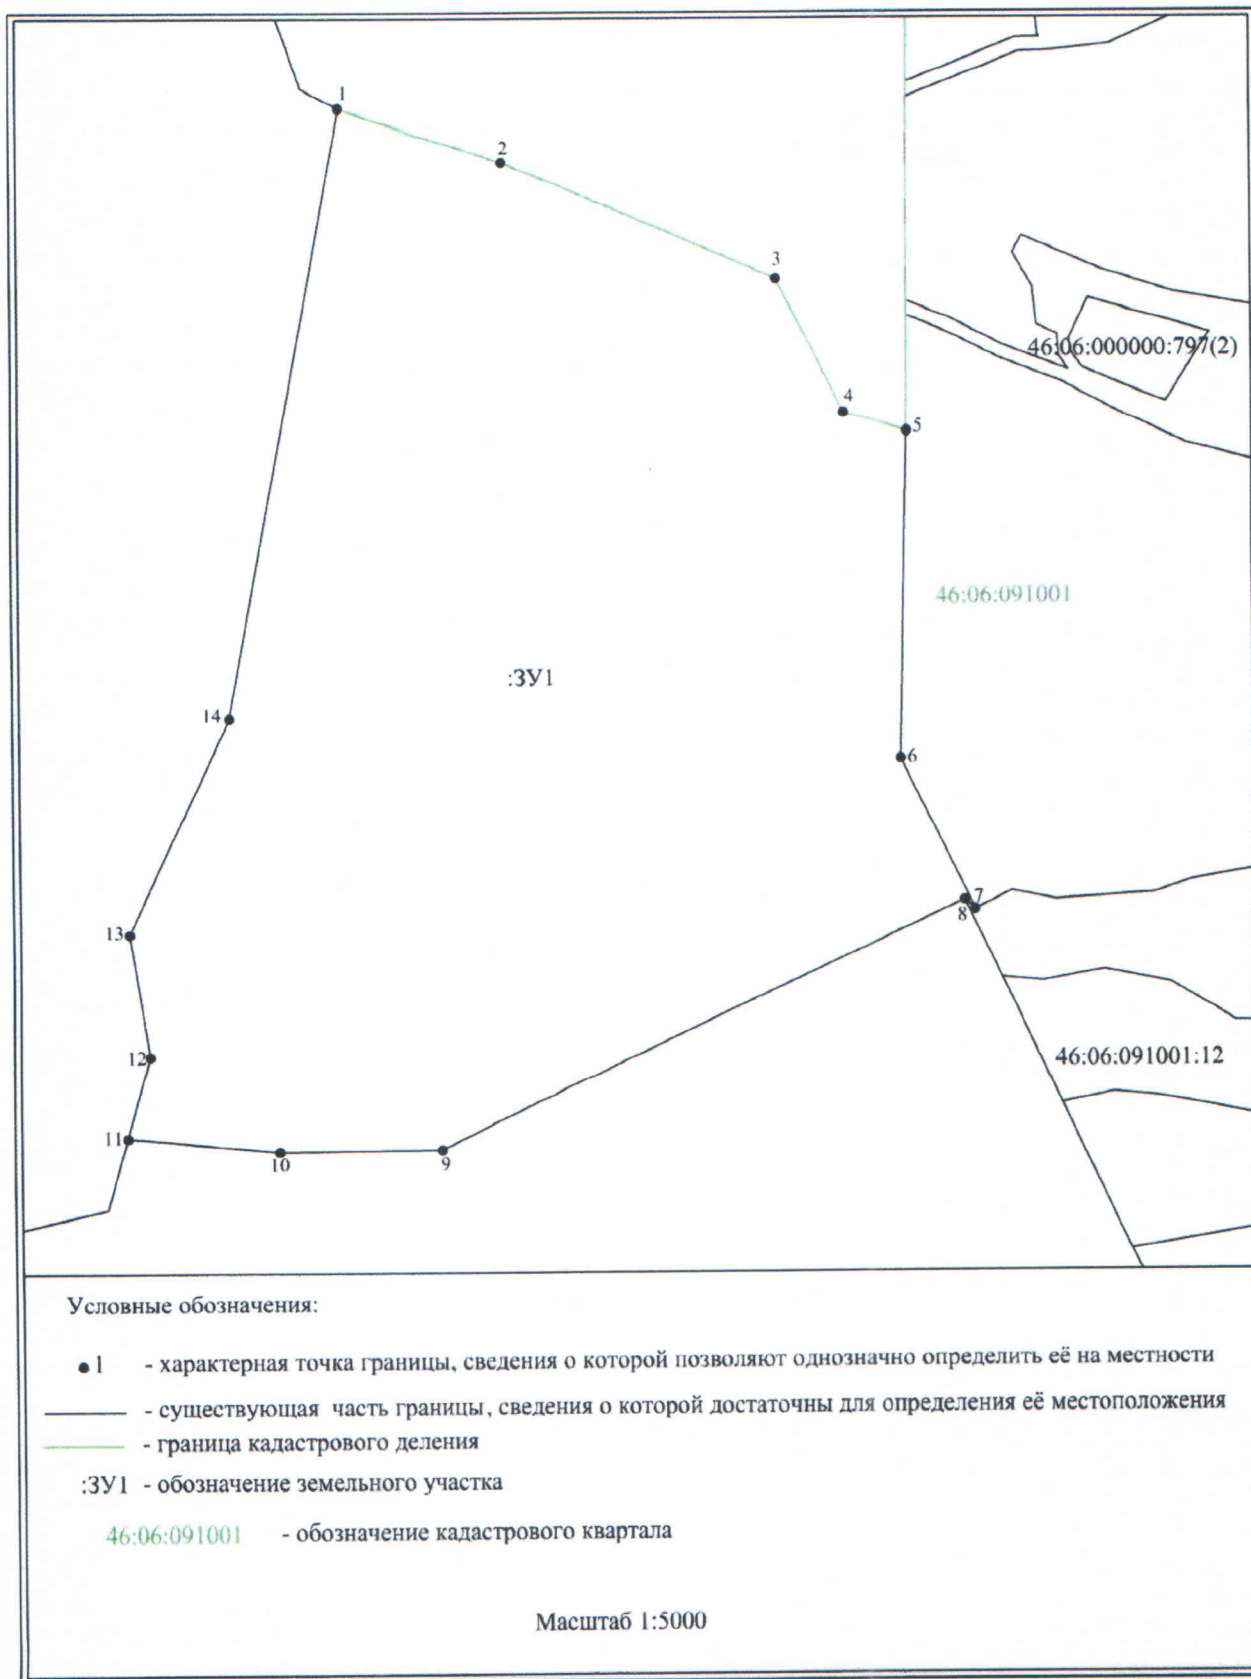 1
2
3
46:06:000000:797(2)
4
5
46:06:091001
:ЗУ1
14
6
7
8
13
12
46:06:091001:12
11
10
9
Условные обозначения:
1 - характерная точка границы, сведения о которой позволяют однозначно определить её на местности
- существующая часть границы, сведения о которой достаточны для определения её местоположения
- граница кадастрового деления
:ЗУ1 - обозначение земельного участка
46:06:091001 - обозначение кадастрового квартала
Масштаб 1:5000